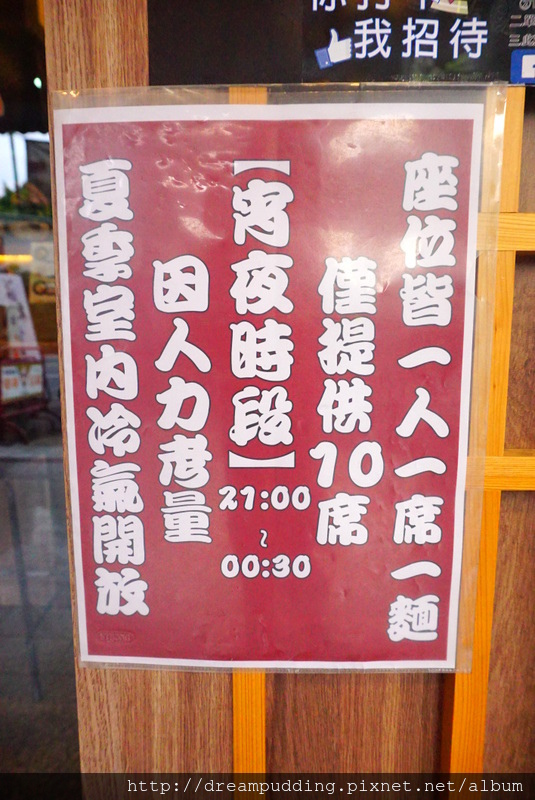 我招待
座位皆一人一席一麵
僅提供10席
【宵夜時段】21:00~00:30
因人力考量
夏季室內冷氣開放
http://dreampudding.pixnet.net/album